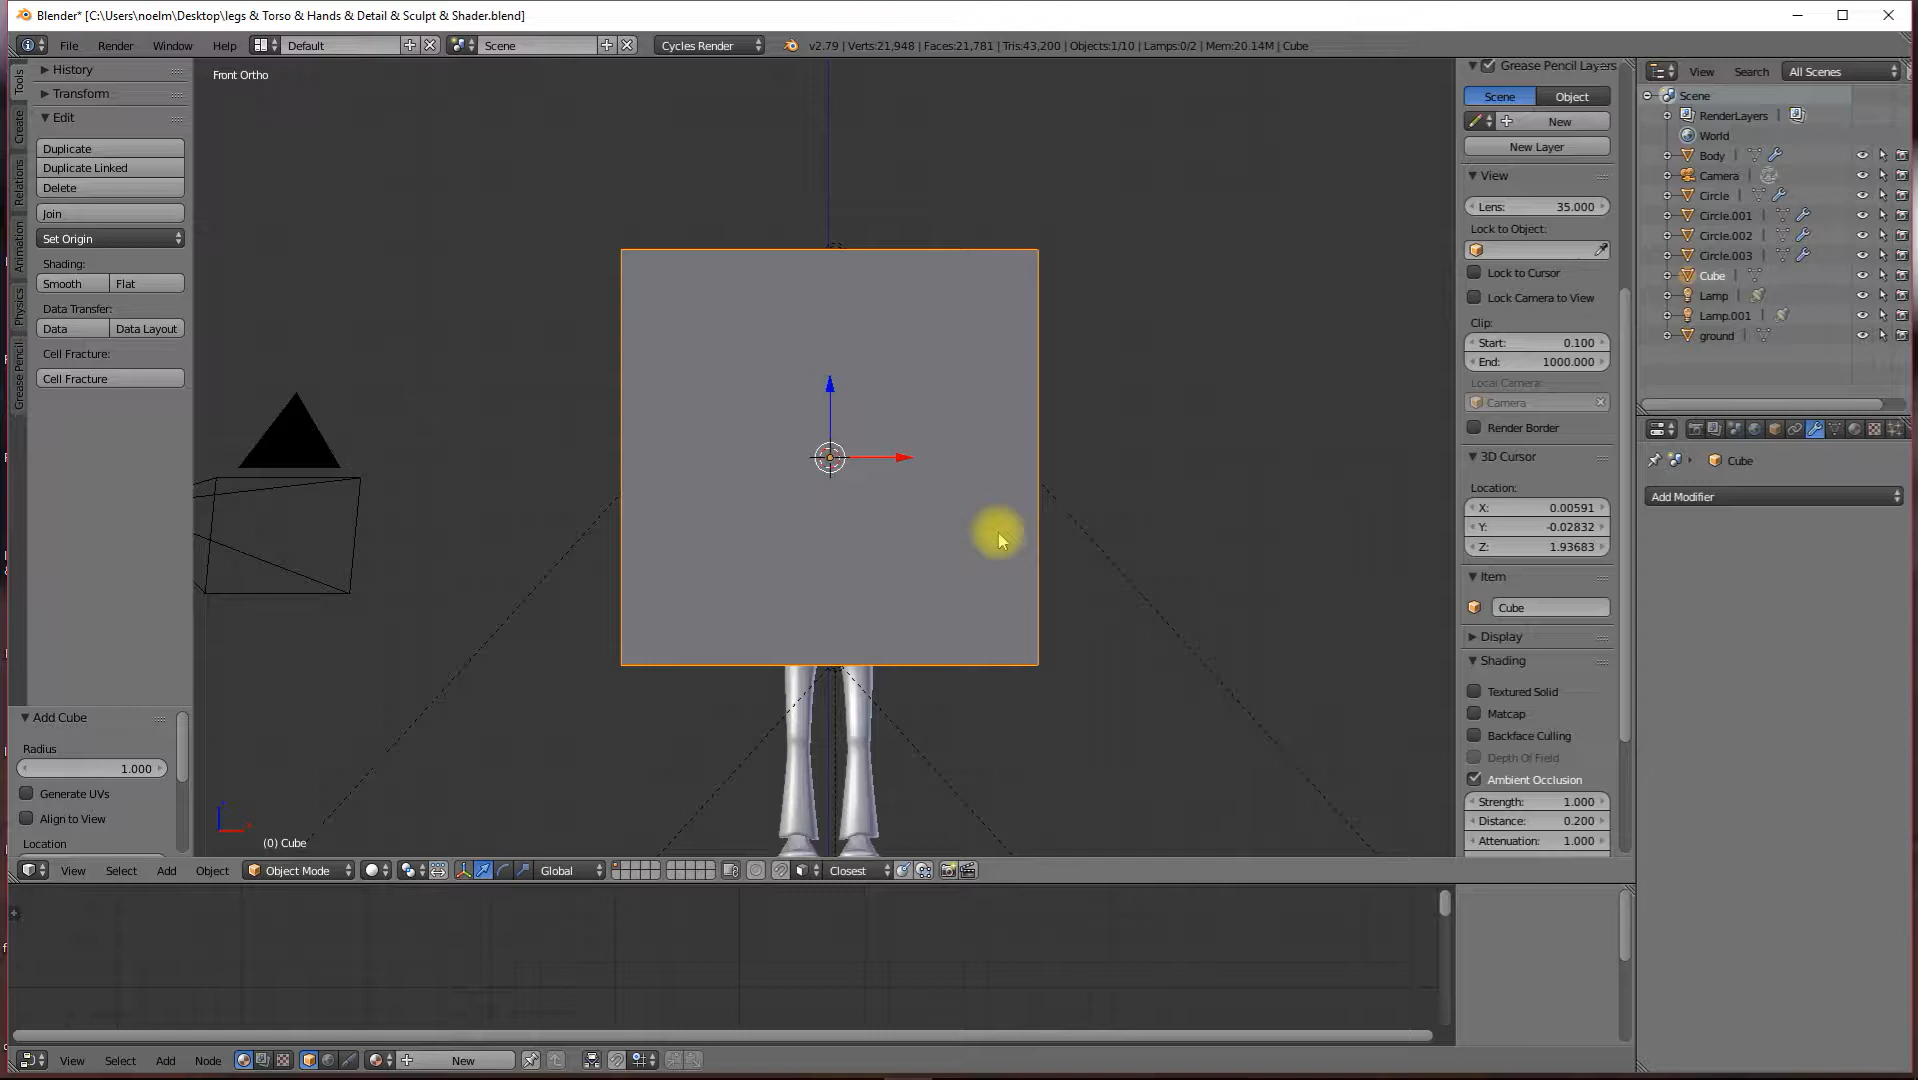 Blender* [C:\Users\noelm\Desktop\legs & Torso & Hands & Detail & Sculpt & Shader.blend]
File Render Window Help Default Scene Cycles Render v2.79 | Verts:21,948 | Faces:21,781 | Tris:43,200 | Objects:1/10 | Lamps:0/2 | Mem:20.14M | Cube
Tools
Create
Relations
Animation
Physics
Grease Pencil
History
Transform
Edit
Duplicate
Duplicate Linked
Delete
Join
Set Origin
Shading:
Smooth Flat
Data Transfer:
Data Data Layout
Cell Fracture:
Cell Fracture
Add Cube
Radius
1.000
Generate UVs
Align to View
Location
Front Ortho
(0) Cube
View Select Add Object Object Mode Global Closest
View Select Add Node New
Grease Pencil Layers
Scene Object
New
New Layer
View
Lens: 35.000
Lock to Object:
Lock to Cursor
Lock Camera to View
Clip:
Start: 0.100
End: 1000.000
Local Camera:
Camera
Render Border
3D Cursor
Location:
X: 0.00591
Y: -0.02832
Z: 1.93683
Item
Cube
Display
Shading
Textured Solid
Matcap
Backface Culling
Depth Of Field
Ambient Occlusion
Strength: 1.000
Distance: 0.200
Attenuation: 1.000
View Search All Scenes
Scene
RenderLayers
World
Body
Camera
Circle
Circle.001
Circle.002
Circle.003
Cube
Lamp
Lamp.001
ground
Cube
Add Modifier